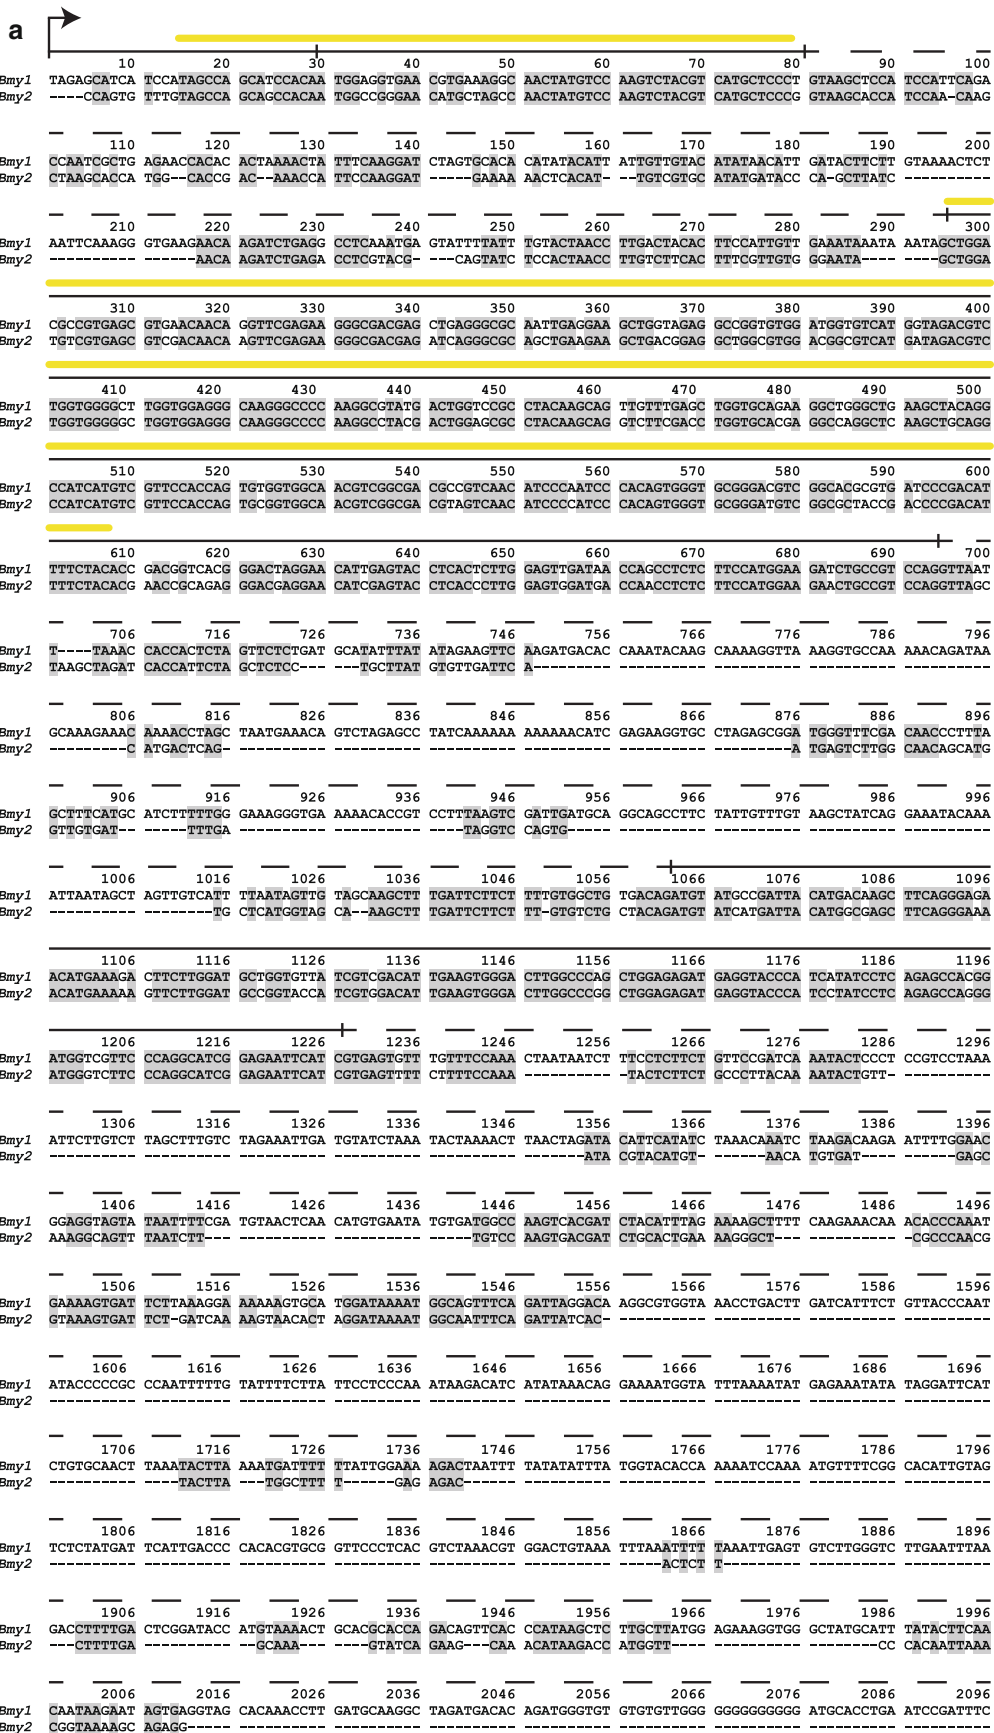 a
10 20 30 40 50 60 70 80 90 100
Bmy1 TAGAGCATCA TCCATAGCCA GCATCCACAA TGGAGGTGAA CGTGAAAGGC AACTATGTCC AAGTCTACGT CATGCTCCCT GTAAGCTCCA TCCATTCAGA
Bmy2 ----CCAGTG TTTGTAGCCA GCAGCCACAA TGGCCGGGAA CATGCTAGCC AACTATGTCC AAGTCTACGT CATGCTCCCG GTAAGCACCA TCCAA-CAAG
110 120 130 140 150 160 170 180 190 200
Bmy1 CCAATCGCTG AGAACCACAC ACTAAAACTA TTTCAAGGAT CTAGTGCACA CATATACATT ATTGTTGTAC ATATAACATT GATACTTCTT GTAAAACTCT
Bmy2 CTAAGCACCA TGG--CACCG AC--AAACCA TTCCAAGGAT -----GAAAA AACTCACAT- --TGTCGTGC ATATGATACC CA-GCTTATC ----------
210 220 230 240 250 260 270 280 290 300
Bmy1 AATTCAAAGG GTGAAGAACA AGATCTGAGG CCTCAAATGA GTATTTTATT TGTACTAACC TTGACTACAC TTCCATTGTT GAAATAAATA AATAGCTGGA
Bmy2 ---------- ------AACA AGATCTGAGA CCTCGTACG- ---CAGTATC TCCACTAACC TTGTCTTCAC TTTCGTTGTG GGAATA---- ----GCTGGA
310 320 330 340 350 360 370 380 390 400
Bmy1 CGCCGTGAGC GTGAACAACA GGTTCGAGAA GGGCGACGAG CTGAGGGCGC AATTGAGGAA GCTGGTAGAG GCCGGTGTGG ATGGTGTCAT GGTAGACGTC
Bmy2 TGTCGTGAGC GTCGACAACA AGTTCGAGAA GGGCGACGAG ATCAGGGCGC AGCTGAAGAA GCTGACGGAG GCTGGCGTGG ACGGCGTCAT GATAGACGTC
410 420 430 440 450 460 470 480 490 502
Bmy1 TGGTGGGGCT TGGTGGAGGG CAAGGGCCCC AAGGCGTATG ACTGGTCCGC CTACAAGCAG TTGTTTGAGC TGGTGCAGAA GGCTGGGCTG AAGCTACAGG
Bmy2 TGGTGGGGGC TGGTGGAGGG CAAGGGCCCC AAGGCCTACG ACTGGAGCGC CTACAAGCAG GTCTTCGACC TGGTGCACGA GGCCAGGCTC AAGCTGCAGG
510 520 530 540 550 560 570 580 590 602
Bmy1 CCATCATGTC GTTCCACCAG TGTGGTGGCA ACGTCGGCGA CGCCGTCAAC ATCCCAATCC CACAGTGGGT GCGGGACGTC GGCACGCGTG ATCCCGACAT
Bmy2 CCATCATGTC GTTCCACCAG TGCGGTGGCA ACGTTGGCGA CGTAGTCAAC ATCCCCATCC CACAGTGGGT GCGGGATGTC GGCGCTACCG ACCCCGACAT
610 620 630 640 650 660 670 680 690 700
Bmy1 TTTCTACACC GACGGTCACG GGACTAGGAA CATTGAGTAC CTCACTCTTG GAGTTGATAA CCAGCCTCTC TTCCATGGAA GATCTGCCGT CCAGGTTAAT
Bmy2 TTTCTACACG AACCGCAGAG GGACGAGGAA CATCGAGTAC CTCACCCTTG GAGTGGATGA CCAACCTCTC TTCCATGGAA GAACTGCCGT CCAGGTTAGC
706 716 726 736 746 756 766 776 786 796
Bmy1 T----TAAAC CACCACTCTA GTTCTCTGAT GCATATTTAT ATAGAAGTTC AAGATGACAC CAAATACAAG CAAAAGGTTA AAGGTGCCAA AAACAGATAA
Bmy2 TAAGCTAGAT CACCATTCTA GCTCTCC--- ---TGCTTAT GTGTTGATTC A--------- ---------- ---------- ---------- ----------
806 816 826 836 846 856 866 876 886 896
Bmy1 GCAAAGAAAC AAAACCTAGC TAATGAAACA GTCTAGAGCC TATCAAAAAA AAAAAACATC GAGAAGGTGC CTAGAGCGGA TGGGTTTCGA CAACCCTTTA
Bmy2 ---------C ATGACTCAG- ---------- ---------- ---------- ---------- ---------- ---------A TGAGTCTTGG CAACAGCATG
906 916 926 936 946 956 966 976 986 996
Bmy1 GCTTTCATGC ATCTTTTTGG GAAAGGGTGA AAAACACCGT CCTTTAAGTC GATTGATGCA GGCAGCCTTC TATTGTTTGT AAGCTATCAG GAAATACAAA
Bmy2 GTTGTGAT-- ----TTTGA- ---------- ---------- ----TAGGTC CAGTG----- ---------- ---------- ---------- ----------
1006 1016 1026 1036 1046 1056 1066 1076 1086 1096
Bmy1 ATTAATAGCT AGTTGTCATT TTAATAGTTG TAGCAAGCTT TGATTCTTCT TTTGTGGCTG TGACAGATGT ATGCCGATTA CATGACAAGC TTCAGGGAGA
Bmy2 ---------- --------TG CTCATGGTAG CA--AAGCTT TGATTCTTCT TT-GTGTCTG CTACAGATGT ATCATGATTA CATGGCGAGC TTCAGGGAAA
1106 1116 1126 1136 1146 1156 1166 1176 1186 1196
Bmy1 ACATGAAAGA CTTCTTGGAT GCTGGTGTTA TCGTCGACAT TGAAGTGGGA CTTGGCCCAG CTGGAGAGAT GAGGTACCCA TCATATCCTC AGAGCCACGG
Bmy2 ACATGAAAAA GTTCTTGGAT GCCGGTACCA TCGTGGACAT TGAAGTGGGA CTTGGCCCGG CTGGAGAGAT GAGGTACCCA TCCTATCCTC AGAGCCAGGG
1206 1216 1226 1236 1246 1256 1266 1276 1286 1296
Bmy1 ATGGTCGTTC CCAGGCATCG GAGAATTCAT CGTGAGTGTT TGTTTCCAAA CTAATAATCT TTCCTCTTCT GTTCCGATCA AATACTCCCT CCGTCCTAAA
Bmy2 ATGGGTCTTC CCAGGCATCG GAGAATTCAT CGTGAGTTTT CTTTTCCAAA ---------- --TACTCTTCT GCCCTTACAA AATACTGTT- ----------
1306 1316 1326 1336 1346 1356 1366 1376 1386 1396
Bmy1 ATTCTTGTCT TAGCTTTGTC TAGAAATTGA TGTATCTAAA TACTAAAACT TAACTAGATA CATTCATATC TAAACAAATC TAAGACAAGA ATTTTGGAAC
Bmy2 ---------- ---------- ---------- ---------- ---------- -------ATA CGTACATGT- ------AACA TGTGAT---- ------GAGC
1406 1416 1426 1436 1446 1456 1466 1476 1486 1496
Bmy1 GGAGGTAGTA TAATTTTCGA TGTAACTCAA CATGTGAATA TGTGATGGCC AAGTCACGAT CTACATTTAG AAAAGCTTTT CAAGAAACAA ACACCCAAAT
Bmy2 AAAGGCAGTT TAATCTT--- ---------- ---------- -----TGTCC AAGTGACGAT CTGCACTGAA AAGGGCT--- ---------- CGCCCAACG
1506 1516 1526 1536 1546 1556 1566 1576 1586 1596
Bmy1 GAAAAGTGAT TCTTAAAGGA AAAAAGTGCA TGGATAAAAT GGCAGTTTCA GATTAGGACA AGGCGTGGTA AACCTGACTT GATCATTTCT GTTACCCAAT
Bmy2 GTAAAGTGAT TCT-GATCAA AAGTAACACT AGGATAAAAT GGCAATTTCA GATTATCAC- ---------- ---------- ---------- ----------
1606 1616 1626 1636 1646 1656 1666 1676 1686 1696
Bmy1 ATACCCCCGC CCAATTTTTG TATTTTCTTA TTCCTCCCAA ATAAGACATC ATATAAACAG GAAAATGGTA TTTAAAATAT GAGAAATATA TAGGATTCAT
Bmy2 ---------- ---------- ---------- ---------- ---------- ---------- ---------- ---------- ---------- ----------
1706 1716 1726 1736 1746 1756 1766 1776 1786 1796
Bmy1 CTGTGCAACT TAAATACTTA AAATGATTTT TTATTGGAAA AGACTAATTT TATATATTTA TGGTACACCA AAAATCCAAA ATGTTTTCGG CACATTGTAG
Bmy2 ---------- ----TACTTA ---TGGCTTT T-----GAG AGAC------ ---------- ---------- ---------- ---------- ----------
1806 1816 1826 1836 1846 1856 1866 1876 1886 1896
Bmy1 TCTCTATGAT TCATTGACCC CACACGTGCG GTTCCCTCAC GTCTAAACGT GGACTGTAAA TTTAAATTTT TAAATTGAGT GTCTTGGGTC TTGAATTTAA
Bmy2 ---------- ---------- ---------- ---------- ---------- ---------- -----ACTCT T--------- ---------- ----------
1906 1916 1926 1936 1946 1956 1966 1976 1986 1996
Bmy1 GACCTTTTGA CTCGGATACC ATGTAAAACT GCACGCACCA GACAGTTCAC CCATAAGCTC TTGCTTATGG AGAAAGGTGG GCTATGCATT TATACTTCAA
Bmy2 ---CTTTTGA ---------- ----GCAAA- ----GTATCA GAAG---CAA ACATAAGACC ATGGTT---- ---------- --------CC CACAATTAAA
2006 2016 2026 2036 2046 2056 2066 2076 2086 2096
Bmy1 CAATAAGAAT AGTGAGGTAG CACAAACCTT GATGCAAGGC TAGATGACAC AGATGGGTGT GTGTGTTGGG GGGGGGGGGG ATGCACCTGA ATCCGATTTC
Bmy2 CGGTAAAAGC AGAGG----- ---------- ---------- ---------- ---------- ---------- ---------- ---------- ----------